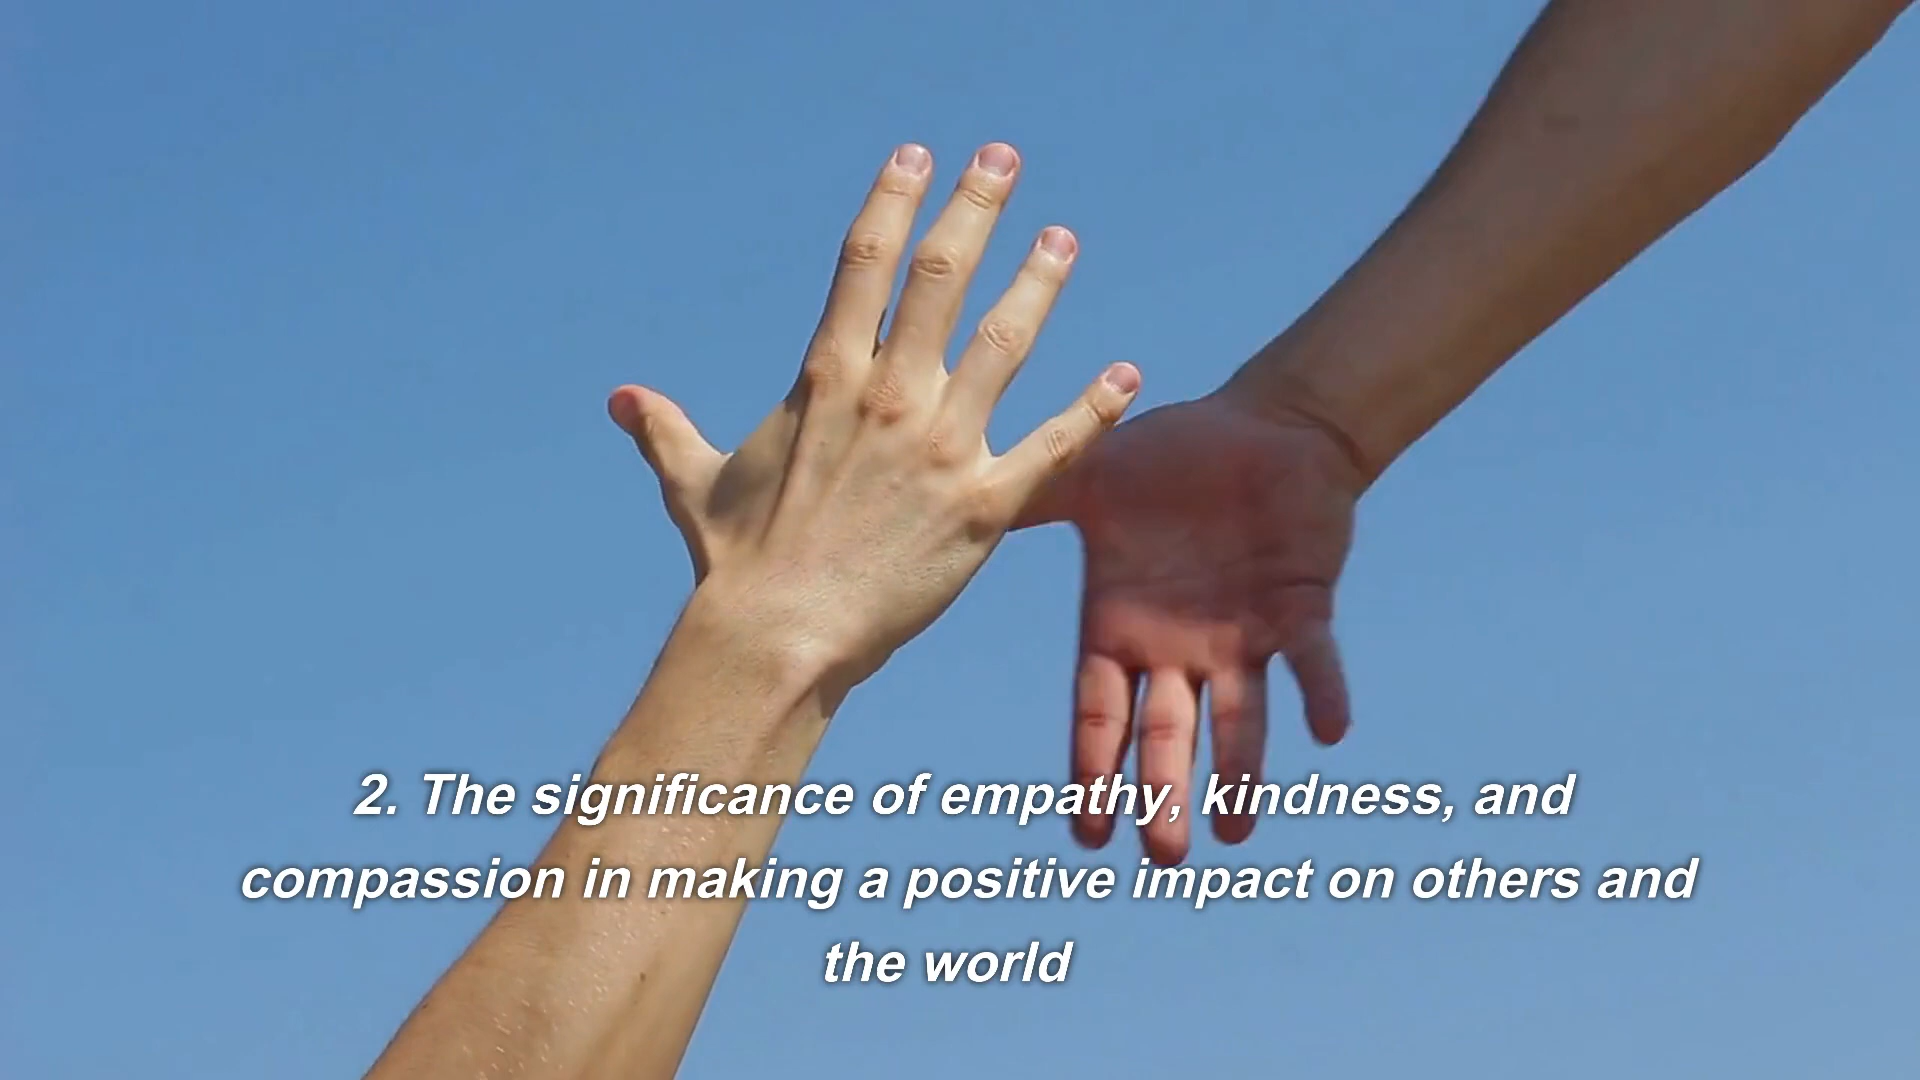 2. The significance of empathy, kindness, and
compassion in making a positive impact on others and
the world